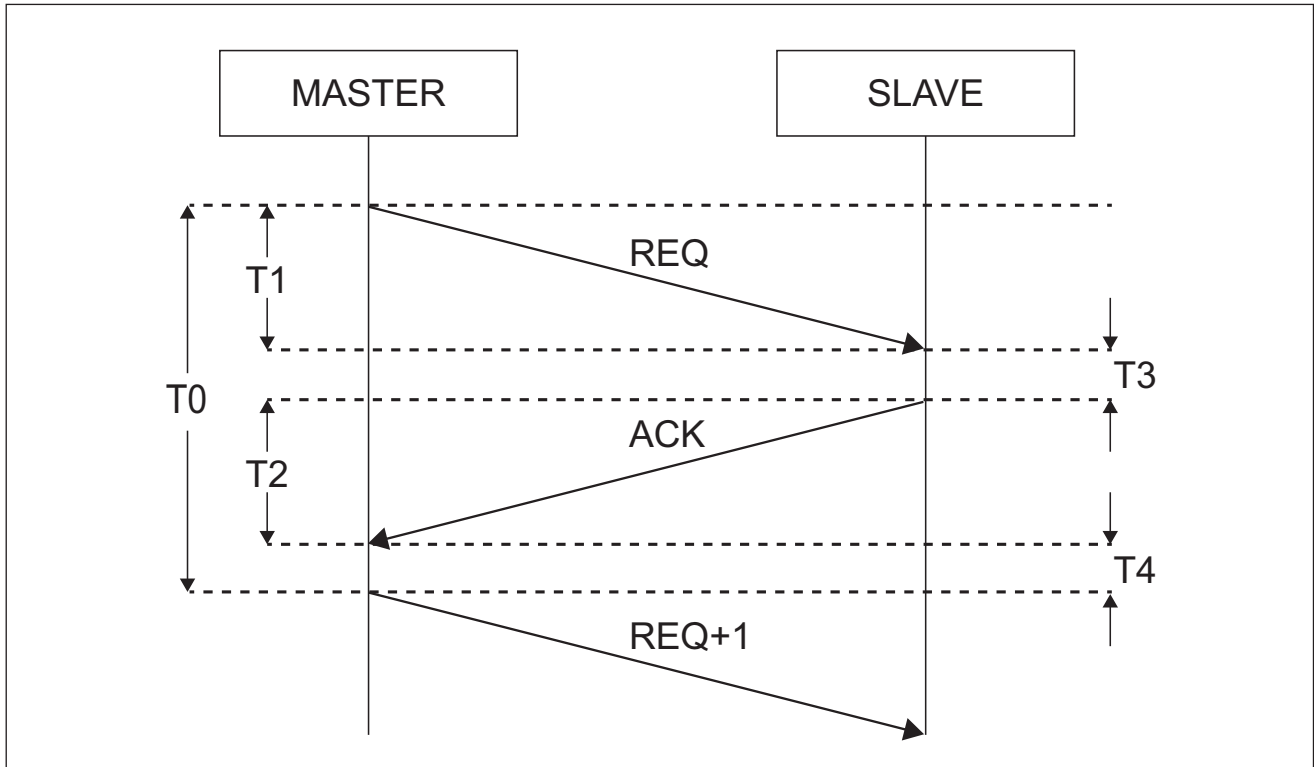 MASTER
SLAVE
REQ
T1
T3
T0
ACK
T2
T4
REQ+1